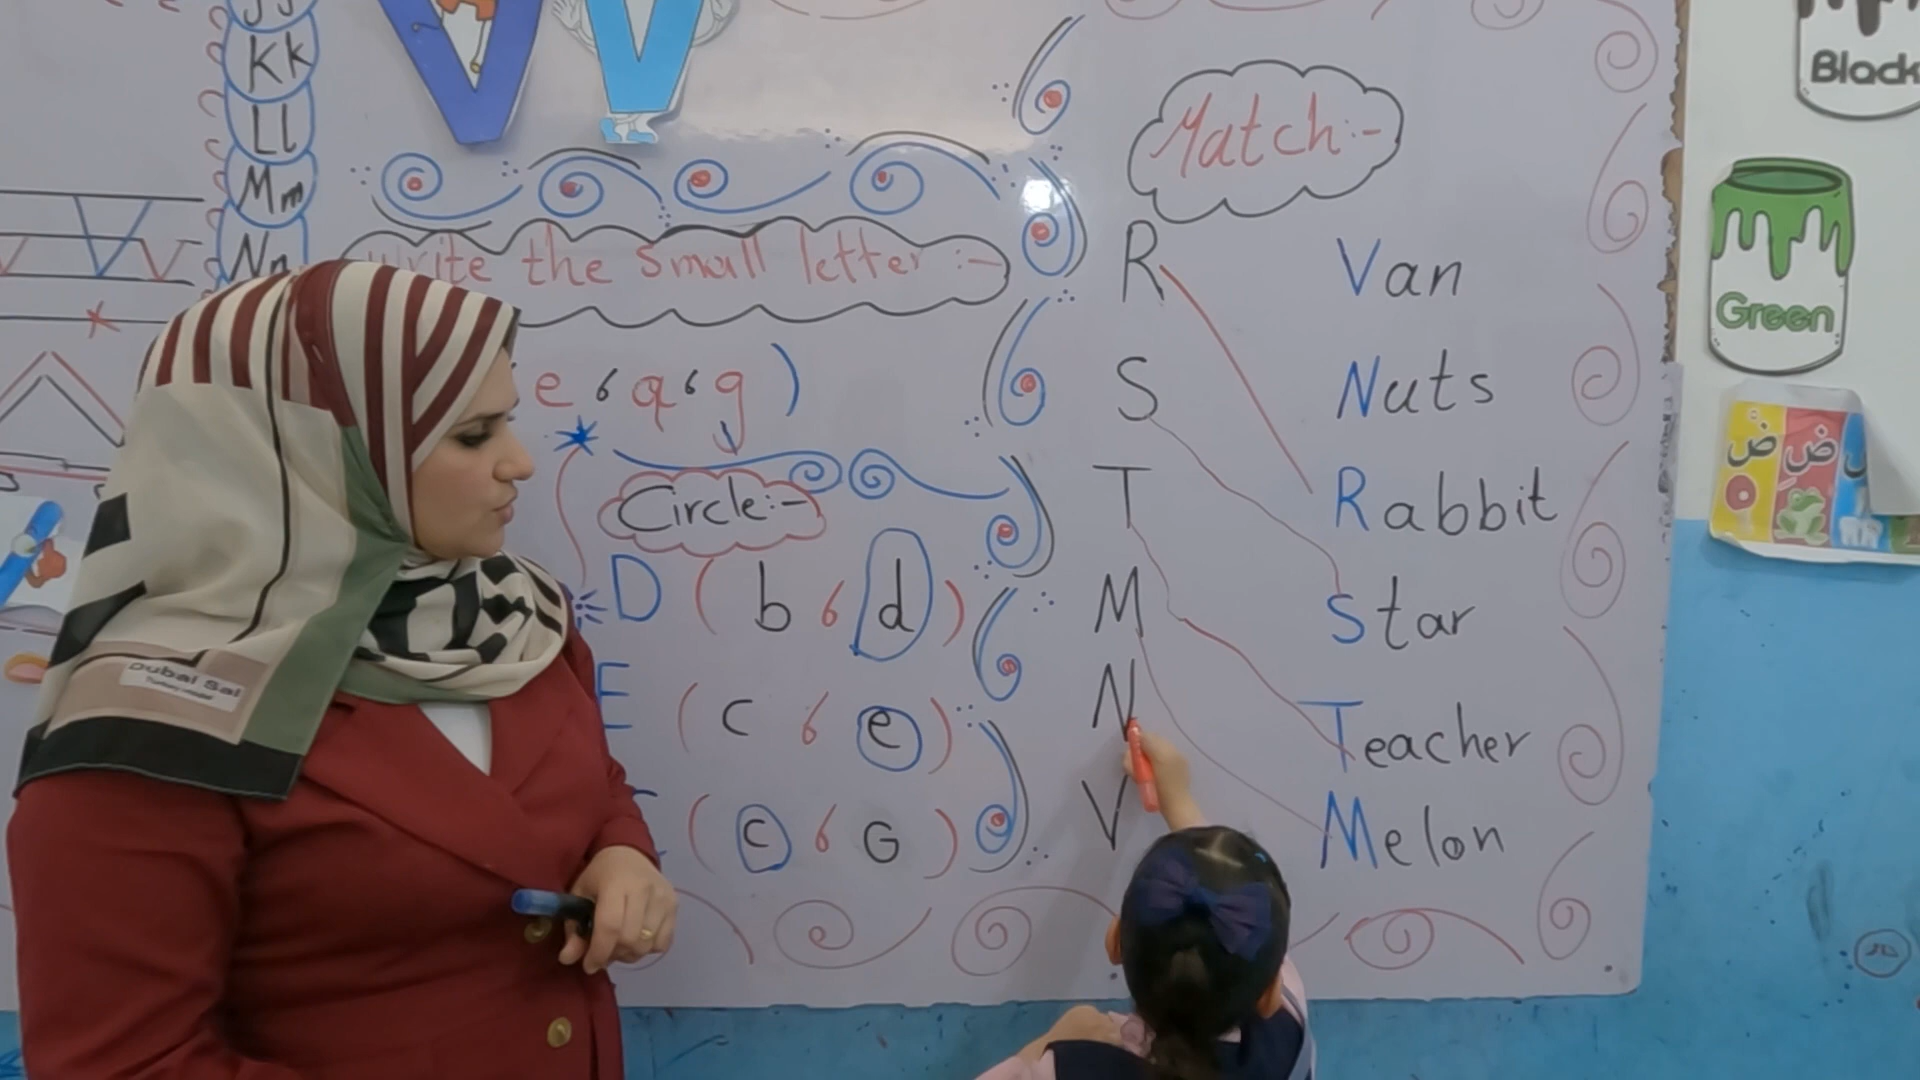 Kk
Ll
Mm
Nn
V V
V V V
Write the small letter :-
e , q , g )
Circle:-
D ( b , d )
E ( c , e )
( c , G )
Match:-
R Van
S Nuts
T Rabbit
M Star
N Teacher
V Melon
Black
Green
ض ض
Dubai Sal